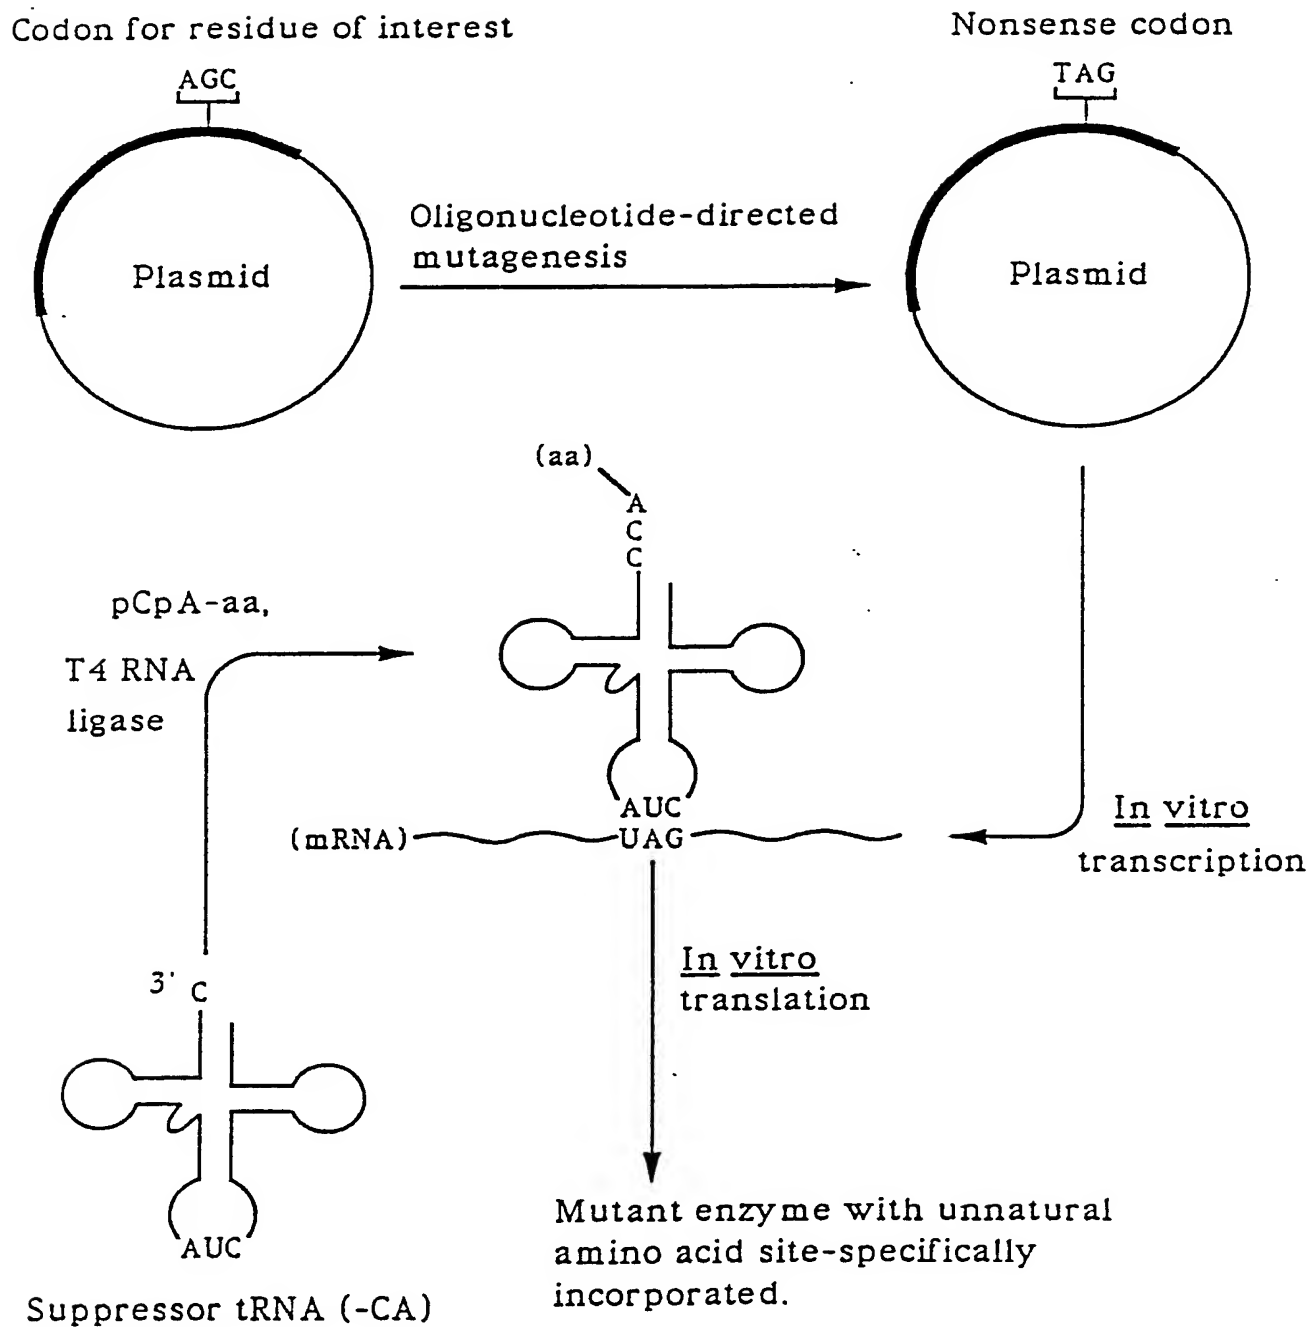 Codon for residue of interest
AGC
Plasmid
Oligonucleotide-directed
mutagenesis
Nonsense codon
TAG
Plasmid
(aa)
A
C
C
pCpA-aa,
T4 RNA
ligase
AUC
(mRNA) UAG
In vitro
transcription
In vitro
translation
3' C
AUC
Suppressor tRNA (-CA)
Mutant enzyme with unnatural
amino acid site-specifically
incorporated.